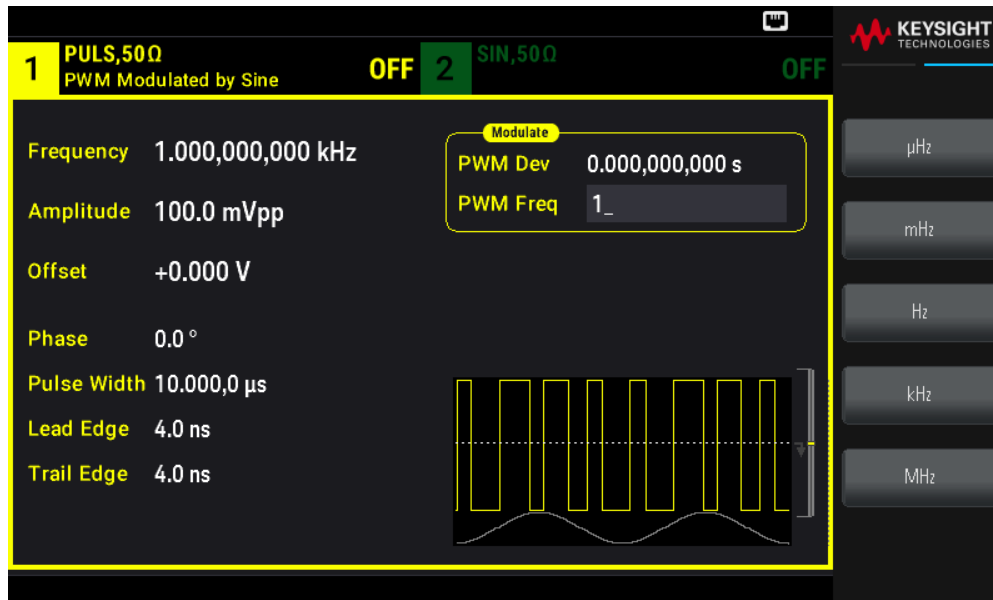 KEYSIGHT
TECHNOLOGIES
1 PULS,50Ω OFF
PWM Modulated by Sine
2 SIN,50Ω OFF
Frequency 1.000,000,000 kHz
Amplitude 100.0 mVpp
Offset +0.000 V
Phase 0.0 °
Pulse Width 10.000,0 µs
Lead Edge 4.0 ns
Trail Edge 4.0 ns
Modulate
PWM Dev 0.000,000,000 s
PWM Freq 1_
µHz
mHz
Hz
kHz
MHz